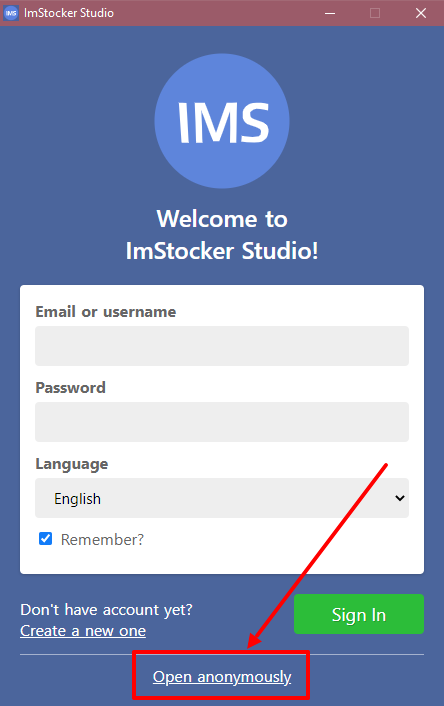 IMS ImStocker Studio
IMS
Welcome to
ImStocker Studio!
Email or username
Password
Language
English
Remember?
Don't have account yet?
Create a new one
Sign In
Open anonymously